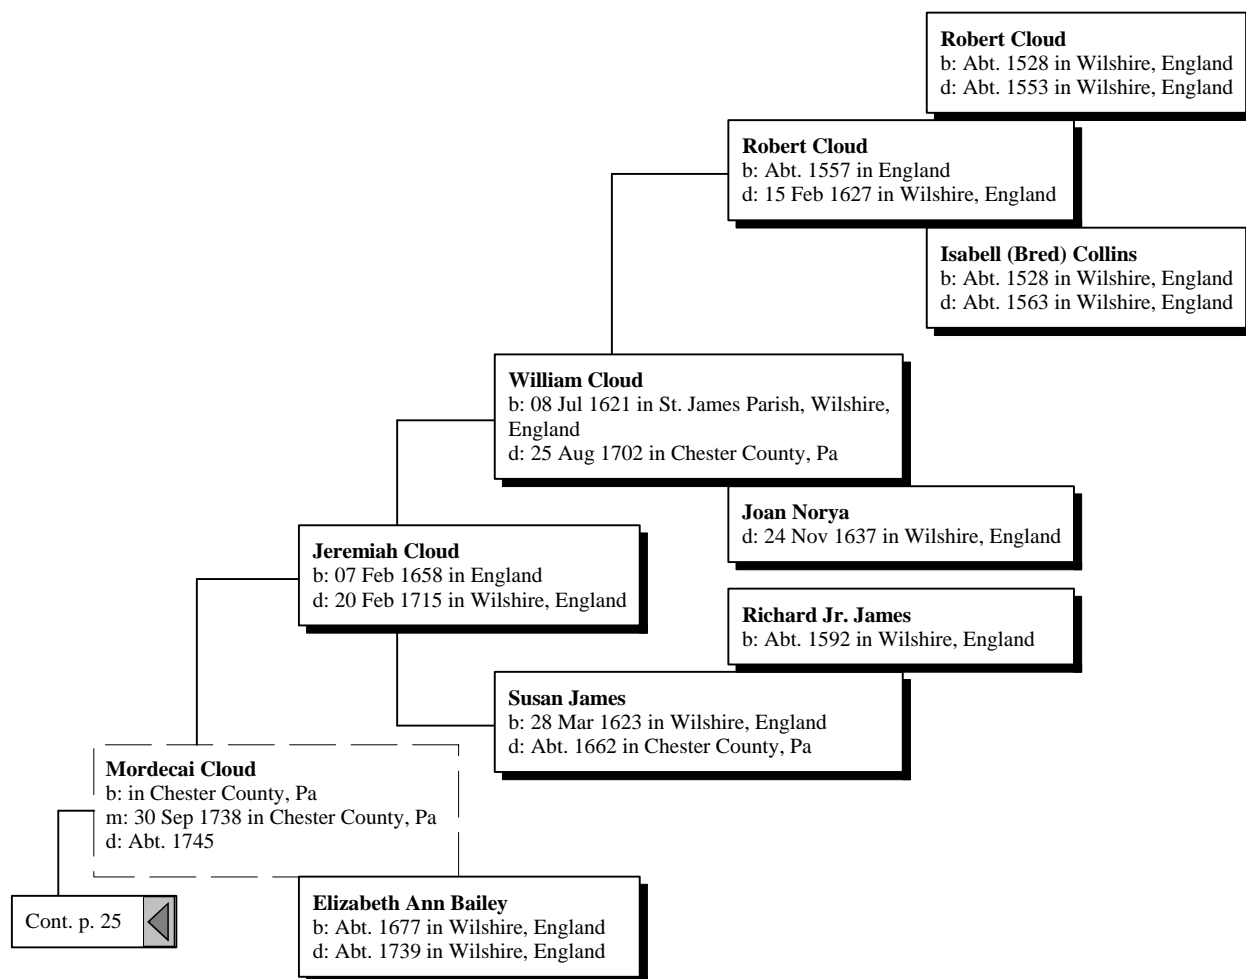 Robert Cloud
b: Abt. 1528 in Wilshire, England
d: Abt. 1553 in Wilshire, England
Robert Cloud
b: Abt. 1557 in England
d: 15 Feb 1627 in Wilshire, England
Isabell (Bred) Collins
b: Abt. 1528 in Wilshire, England
d: Abt. 1563 in Wilshire, England
William Cloud
b: 08 Jul 1621 in St. James Parish, Wilshire,
England
d: 25 Aug 1702 in Chester County, Pa
Joan Norya
d: 24 Nov 1637 in Wilshire, England
Jeremiah Cloud
b: 07 Feb 1658 in England
d: 20 Feb 1715 in Wilshire, England
Richard Jr. James
b: Abt. 1592 in Wilshire, England
Susan James
b: 28 Mar 1623 in Wilshire, England
d: Abt. 1662 in Chester County, Pa
Mordecai Cloud
b: in Chester County, Pa
m: 30 Sep 1738 in Chester County, Pa
d: Abt. 1745
Elizabeth Ann Bailey
b: Abt. 1677 in Wilshire, England
d: Abt. 1739 in Wilshire, England
Cont. p. 25